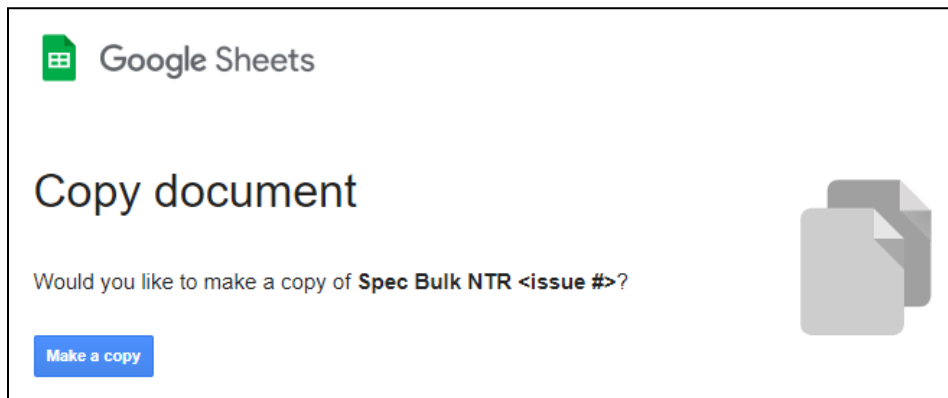 Google Sheets
Copy document
Would you like to make a copy of Spec Bulk NTR <issue #>?
Make a copy